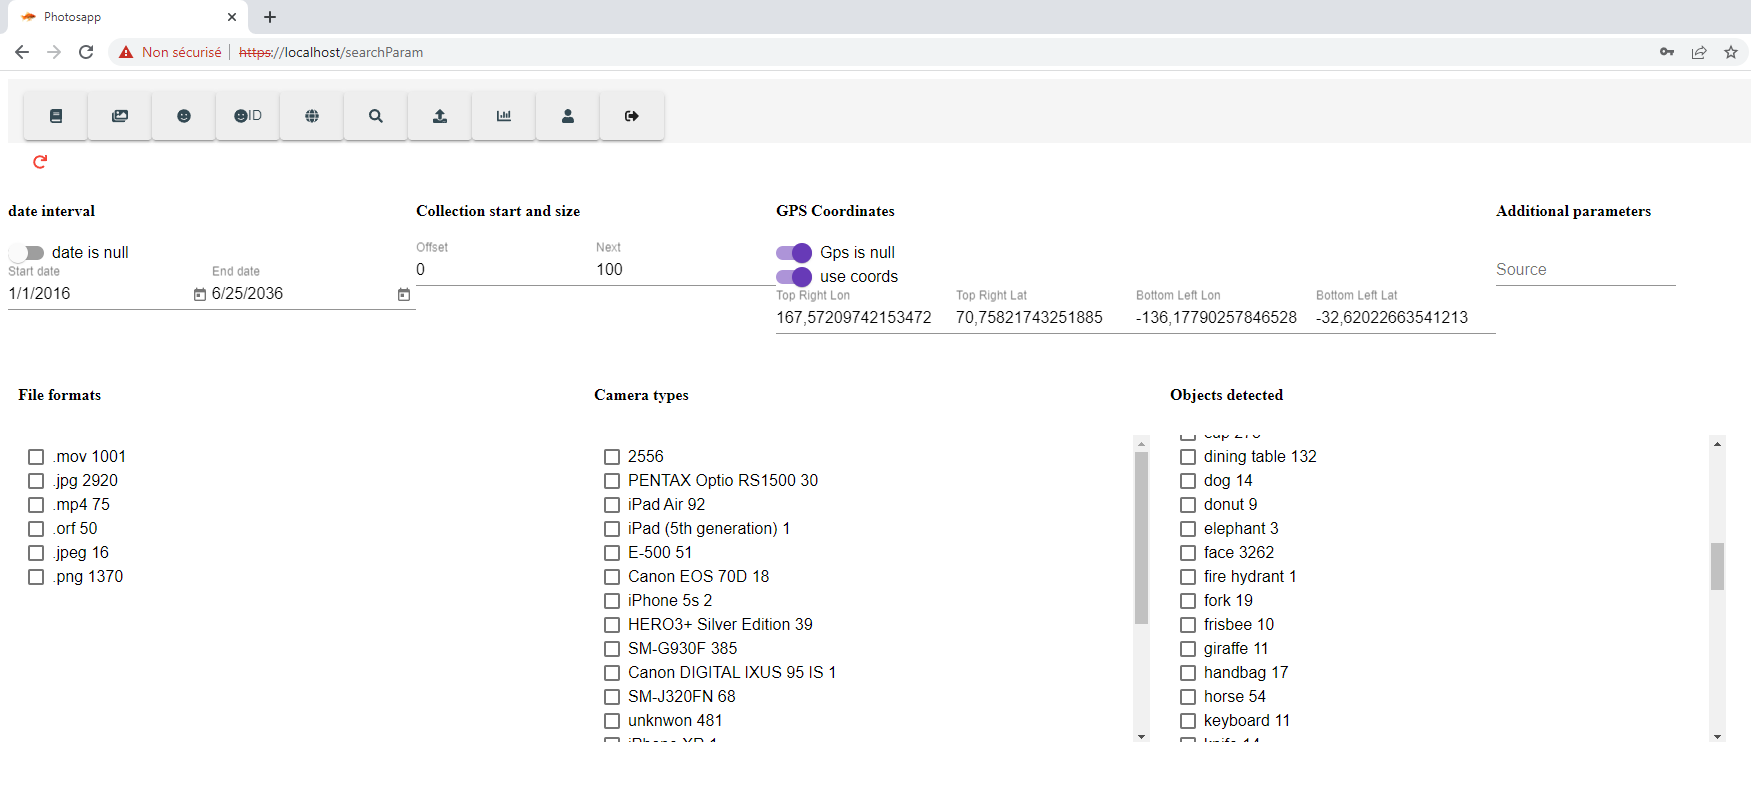 Photosapp
Non sécurisé https://localhost/searchParam
ID
date interval
Collection start and size
GPS Coordinates
Additional parameters
date is null
Offset
Next
Gps is null
Start date
End date
0
100
use coords
Source
1/1/2016
6/25/2036
Top Right Lon
Top Right Lat
Bottom Left Lon
Bottom Left Lat
167,57209742153472
70,75821743251885
-136,17790257846528
-32,62022663541213
File formats
.mov 1001
.jpg 2920
.mp4 75
.orf 50
.jpeg 16
.png 1370
Camera types
2556
PENTAX Optio RS1500 30
iPad Air 92
iPad (5th generation) 1
E-500 51
Canon EOS 70D 18
iPhone 5s 2
HERO3+ Silver Edition 39
SM-G930F 385
Canon DIGITAL IXUS 95 IS 1
SM-J320FN 68
unknwon 481
iPhone XR 1
Objects detected
dining table 132
dog 14
donut 9
elephant 3
face 3262
fire hydrant 1
fork 19
frisbee 10
giraffe 11
handbag 17
horse 54
keyboard 11
knife 14